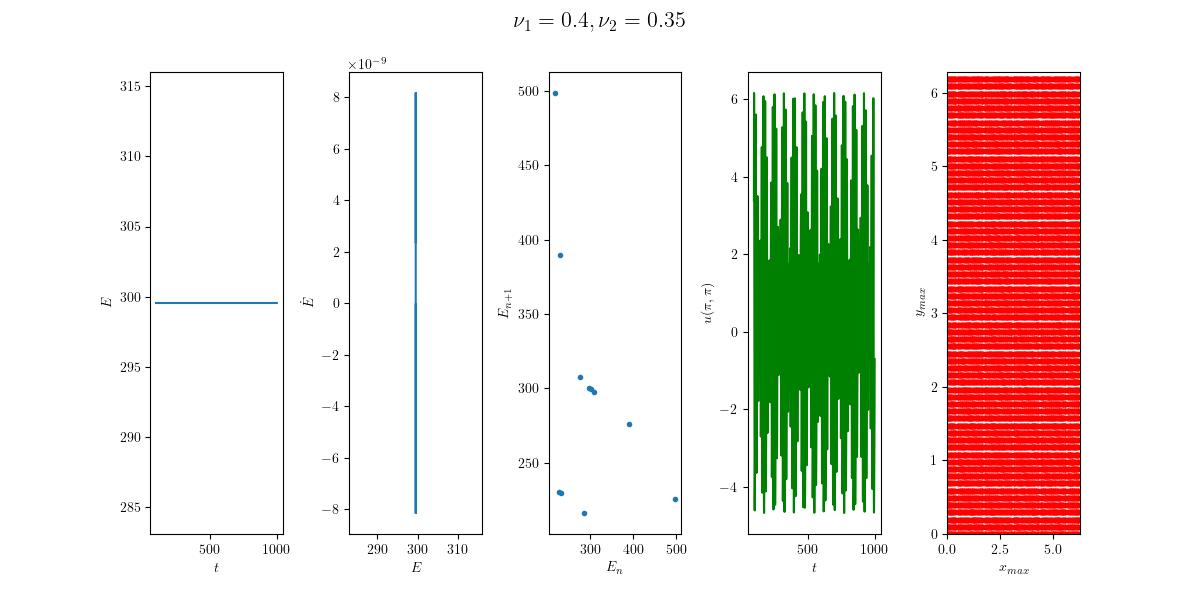 ν₁ = 0.4, ν₂ = 0.35
315
310
305
300
295
290
285
E
500 1000
t
×10⁻⁹
8
6
4
2
0
−2
−4
−6
−8
Ė
290 300 310
E
500
450
400
350
300
250
Eₙ₊₁
300 400 500
Eₙ
6
4
2
0
−2
−4
u(π, π)
500 1000
t
6
5
4
3
2
1
0
y_max
0.0 2.5 5.0
x_max